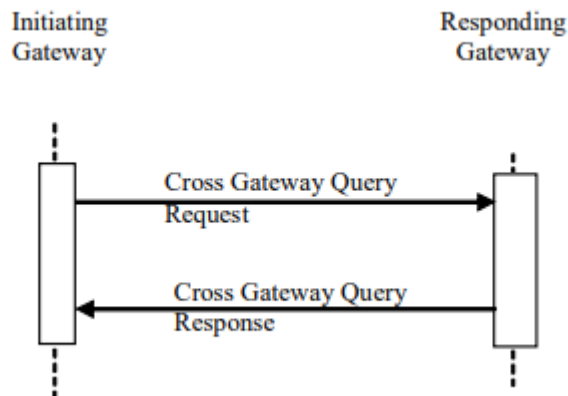 Initiating
Gateway
Responding
Gateway
Cross Gateway Query
Request
Cross Gateway Query
Response